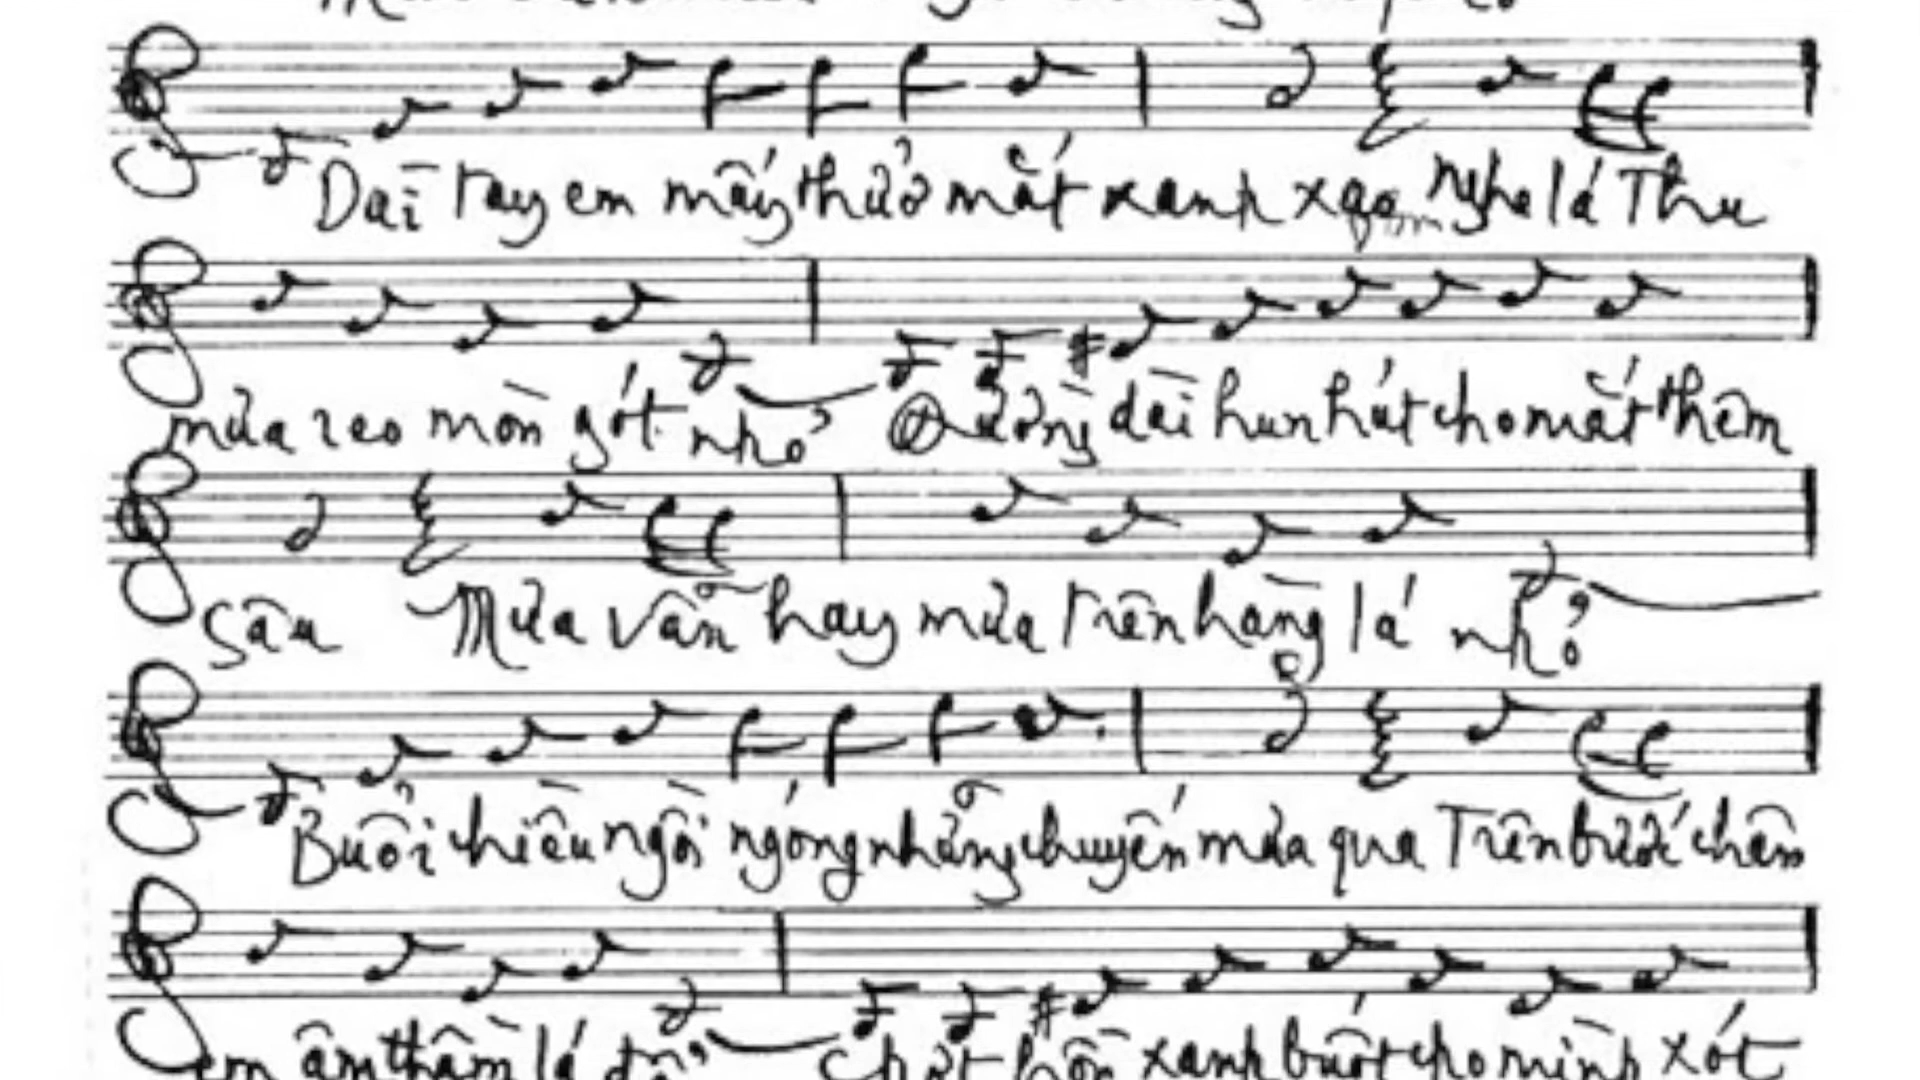 Dài tay em mấy thuở mắt xanh xao Nghe lá Thu
mưa reo mòn gót nhỏ Đường dài hun hút cho mắt thêm
Sâu Mưa vẫn hay mưa Trên hàng lá nhỏ
Buổi chiều ngồi ngóng những chuyến mưa qua Trên bước chân
em âm thầm lá đổ Chợt hồn xanh buốt cho mình xót